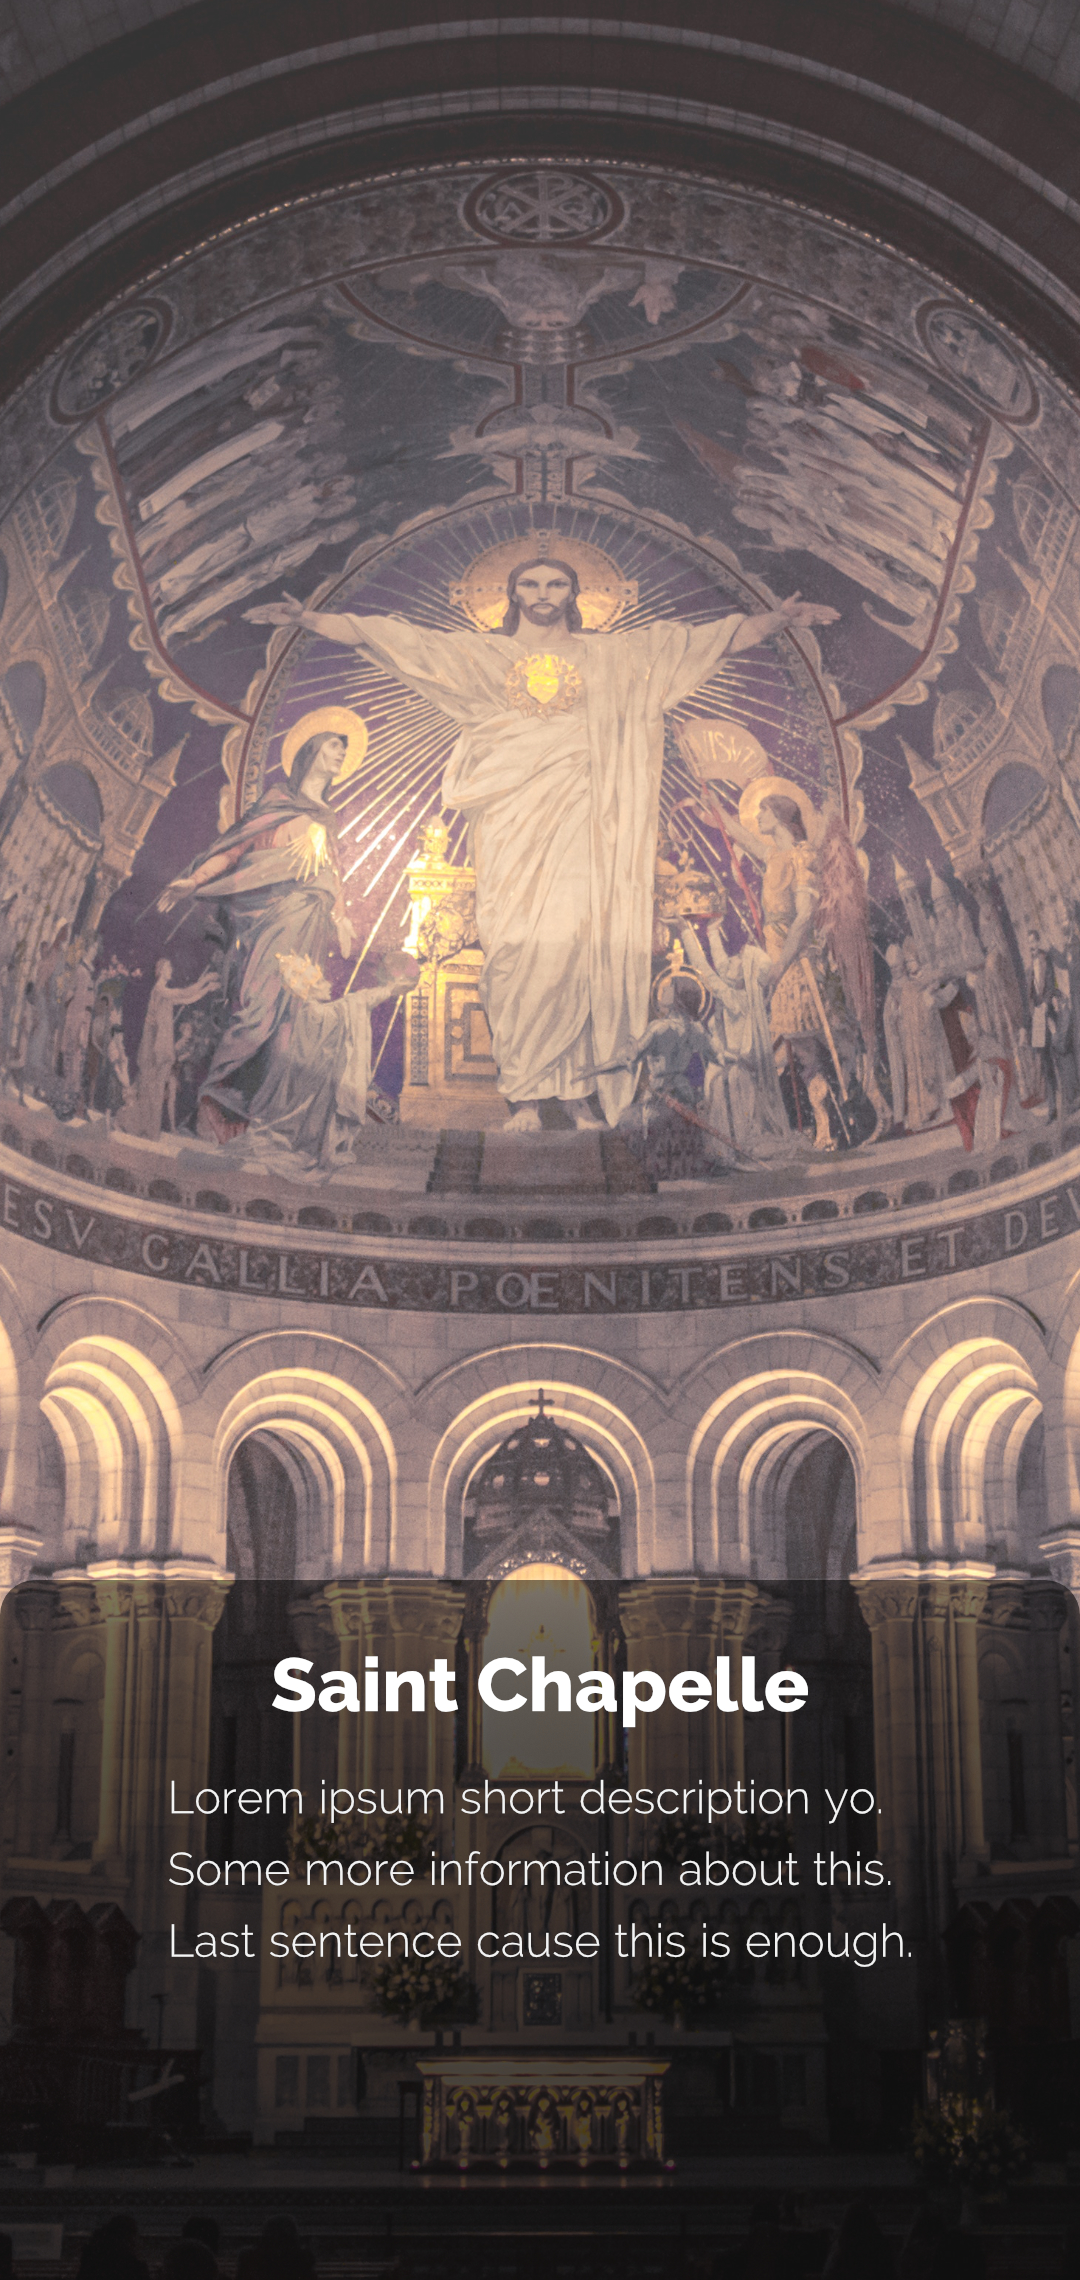 ESV GALLIA POENITENS ET DEV
Saint Chapelle
Lorem ipsum short description yo.
Some more information about this.
Last sentence cause this is enough.